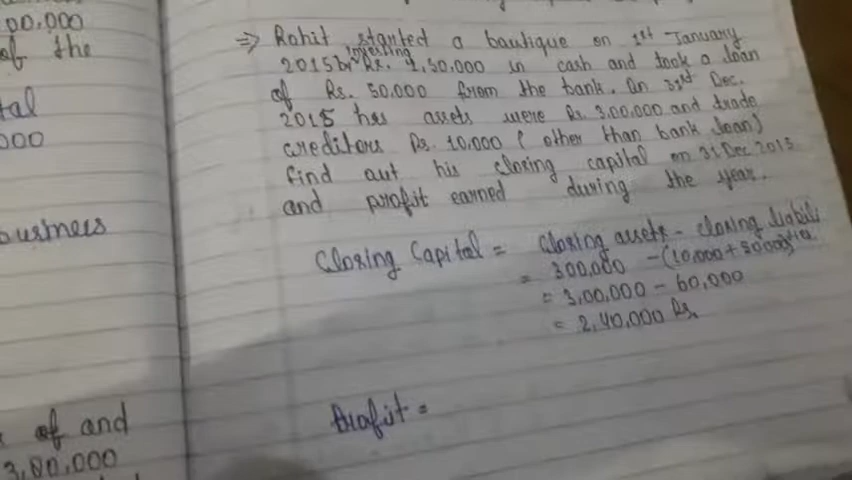 00,000
of the
tal
000
business
of and
3,00,000
⇒ Rohit started a boutique on 1st January
investing
2015 by Rs. 1,50,000 in cash and took a loan
of Rs. 50,000 from the bank. On 31st Dec.
2015 his assets were Rs. 3,00,000 and trade
creditors Rs. 10,000 (other than bank loan)
find out his closing capital on 31 Dec 2015
and profit earned during the year.
Closing Capital = Closing assets - closing liabili
ties
= 300,000 - (10,000 + 50000)
= 3,00,000 - 60,000
= 2,40,000 Rs.
Profit =